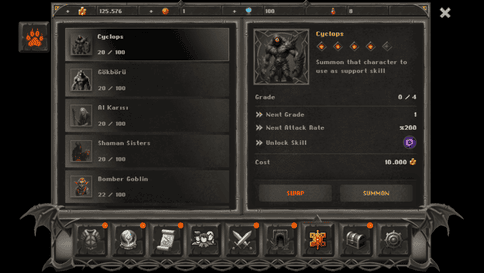 125.576
1
100
0
Cyclops
20 / 100
Gökbörü
20 / 100
Al Karısı
20 / 100
Shaman Sisters
20 / 100
Bomber Goblin
22 / 100
Cyclops
Summon that character to
use as support skill
Grade 0 / 4
Next Grade 1
Next Attack Rate %200
Unlock Skill
Cost 10.000
SWAP SUMMON